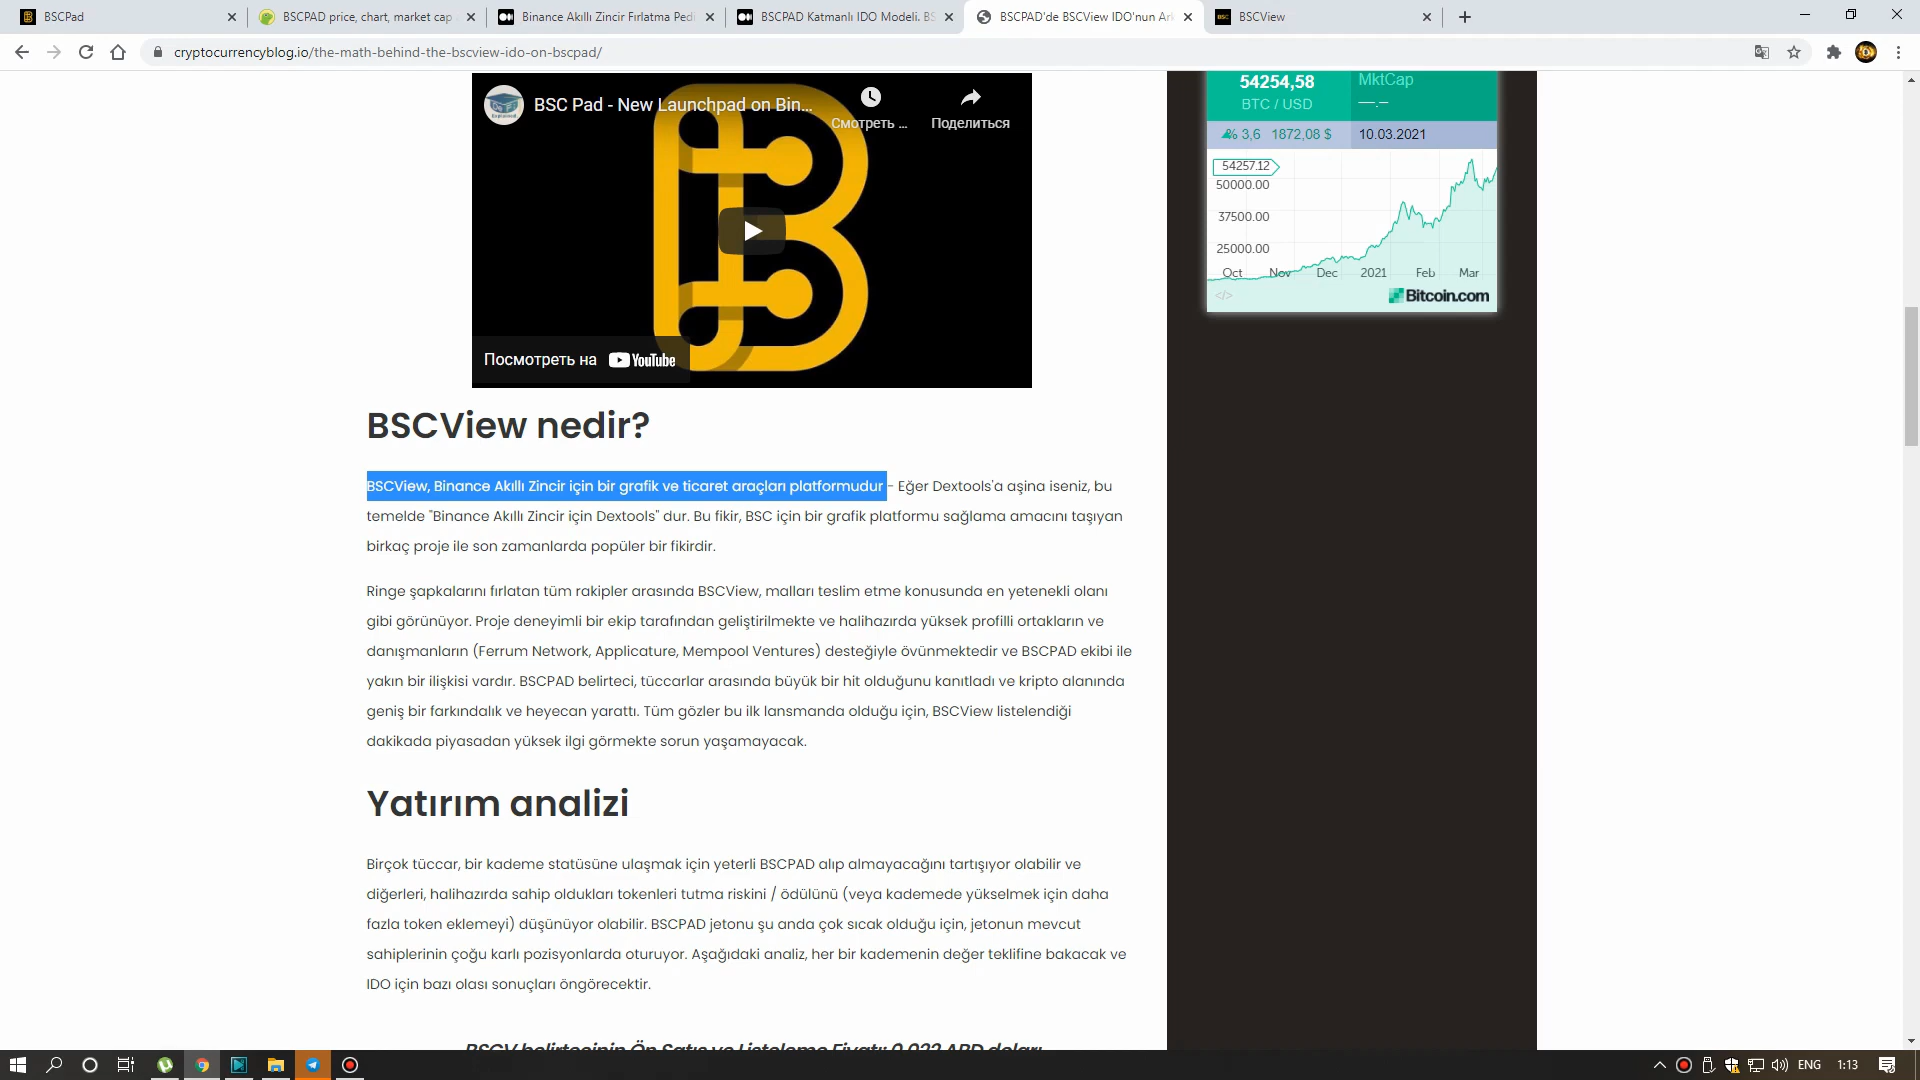 BSCPad
BSCPAD price, chart, market cap
Binance Akıllı Zincir Fırlatma Pedi
BSCPAD Katmanlı IDO Modeli. BS
BSCPAD'de BSCView IDO'nun Ark
BSCView
cryptocurrencyblog.io/the-math-behind-the-bscview-ido-on-bscpad/
BSC Pad - New Launchpad on Bin...
Смотреть ...
Поделиться
Посмотреть на YouTube
54254,58
BTC / USD
MktCap
—.–
% 3,6 1872,08 $
10.03.2021
54257.12
50000.00
37500.00
25000.00
Oct Nov Dec 2021 Feb Mar
</>
Bitcoin.com
BSCView nedir?
BSCView, Binance Akıllı Zincir için bir grafik ve ticaret araçları platformudur - Eğer Dextools'a aşina iseniz, bu
temelde "Binance Akıllı Zincir için Dextools" dur. Bu fikir, BSC için bir grafik platformu sağlama amacını taşıyan
birkaç proje ile son zamanlarda popüler bir fikirdir.
Ringe şapkalarını fırlatan tüm rakipler arasında BSCView, malları teslim etme konusunda en yetenekli olanı
gibi görünüyor. Proje deneyimli bir ekip tarafından geliştirilmekte ve halihazırda yüksek profilli ortakların ve
danışmanların (Ferrum Network, Applicature, Mempool Ventures) desteğiyle övünmektedir ve BSCPAD ekibi ile
yakın bir ilişkisi vardır. BSCPAD belirteci, tüccarlar arasında büyük bir hit olduğunu kanıtladı ve kripto alanında
geniş bir farkındalık ve heyecan yarattı. Tüm gözler bu ilk lansmanda olduğu için, BSCView listelendiği
dakikada piyasadan yüksek ilgi görmekte sorun yaşamayacak.
Yatırım analizi
Birçok tüccar, bir kademe statüsüne ulaşmak için yeterli BSCPAD alıp almayacağını tartışıyor olabilir ve
diğerleri, halihazırda sahip oldukları tokenleri tutma riskini / ödülünü (veya kademede yükselmek için daha
fazla token eklemeyi) düşünüyor olabilir. BSCPAD jetonu şu anda çok sıcak olduğu için, jetonun mevcut
sahiplerinin çoğu karlı pozisyonlarda oturuyor. Aşağıdaki analiz, her bir kademenin değer teklifine bakacak ve
IDO için bazı olası sonuçları öngörecektir.
BSCV belirtecinin Ön Satış ve Listeleme Fiyatı: 0,022 ABD doları
ENG
1:13